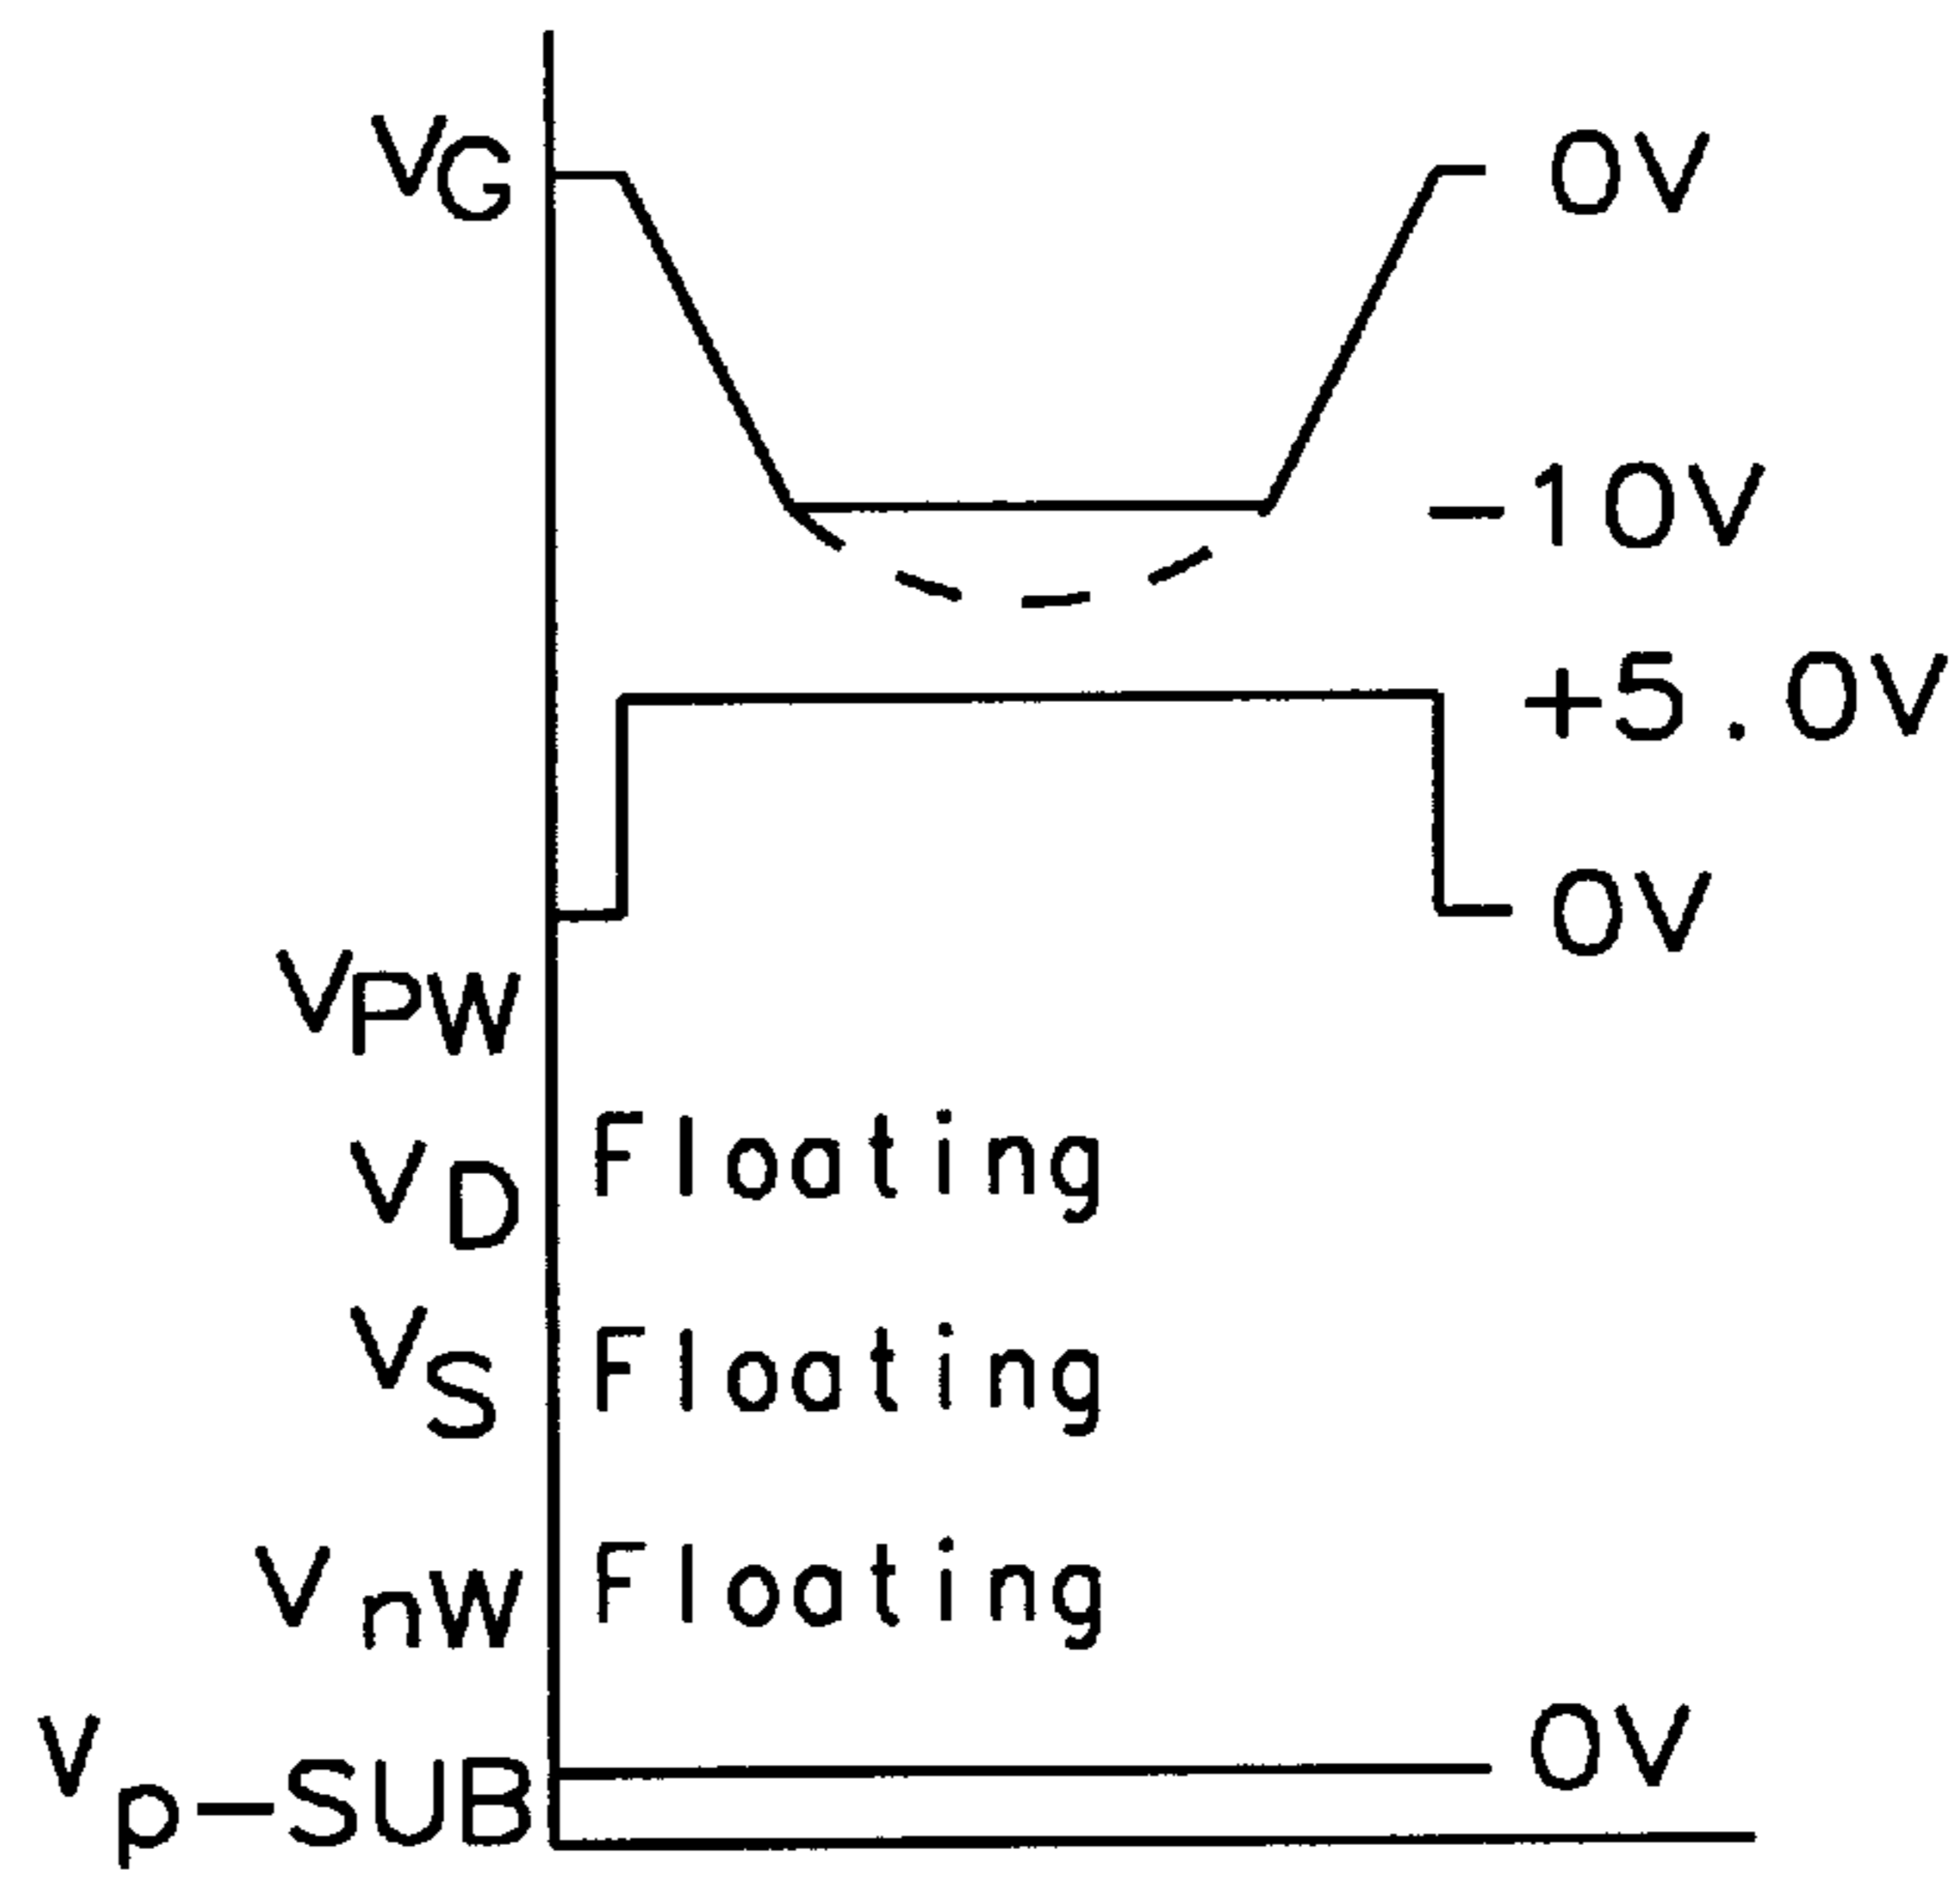 VG 0V
-10V
+5.0V
0V
VPW
VD Floating
VS Floating
VnW Floating
Vp-SUB 0V